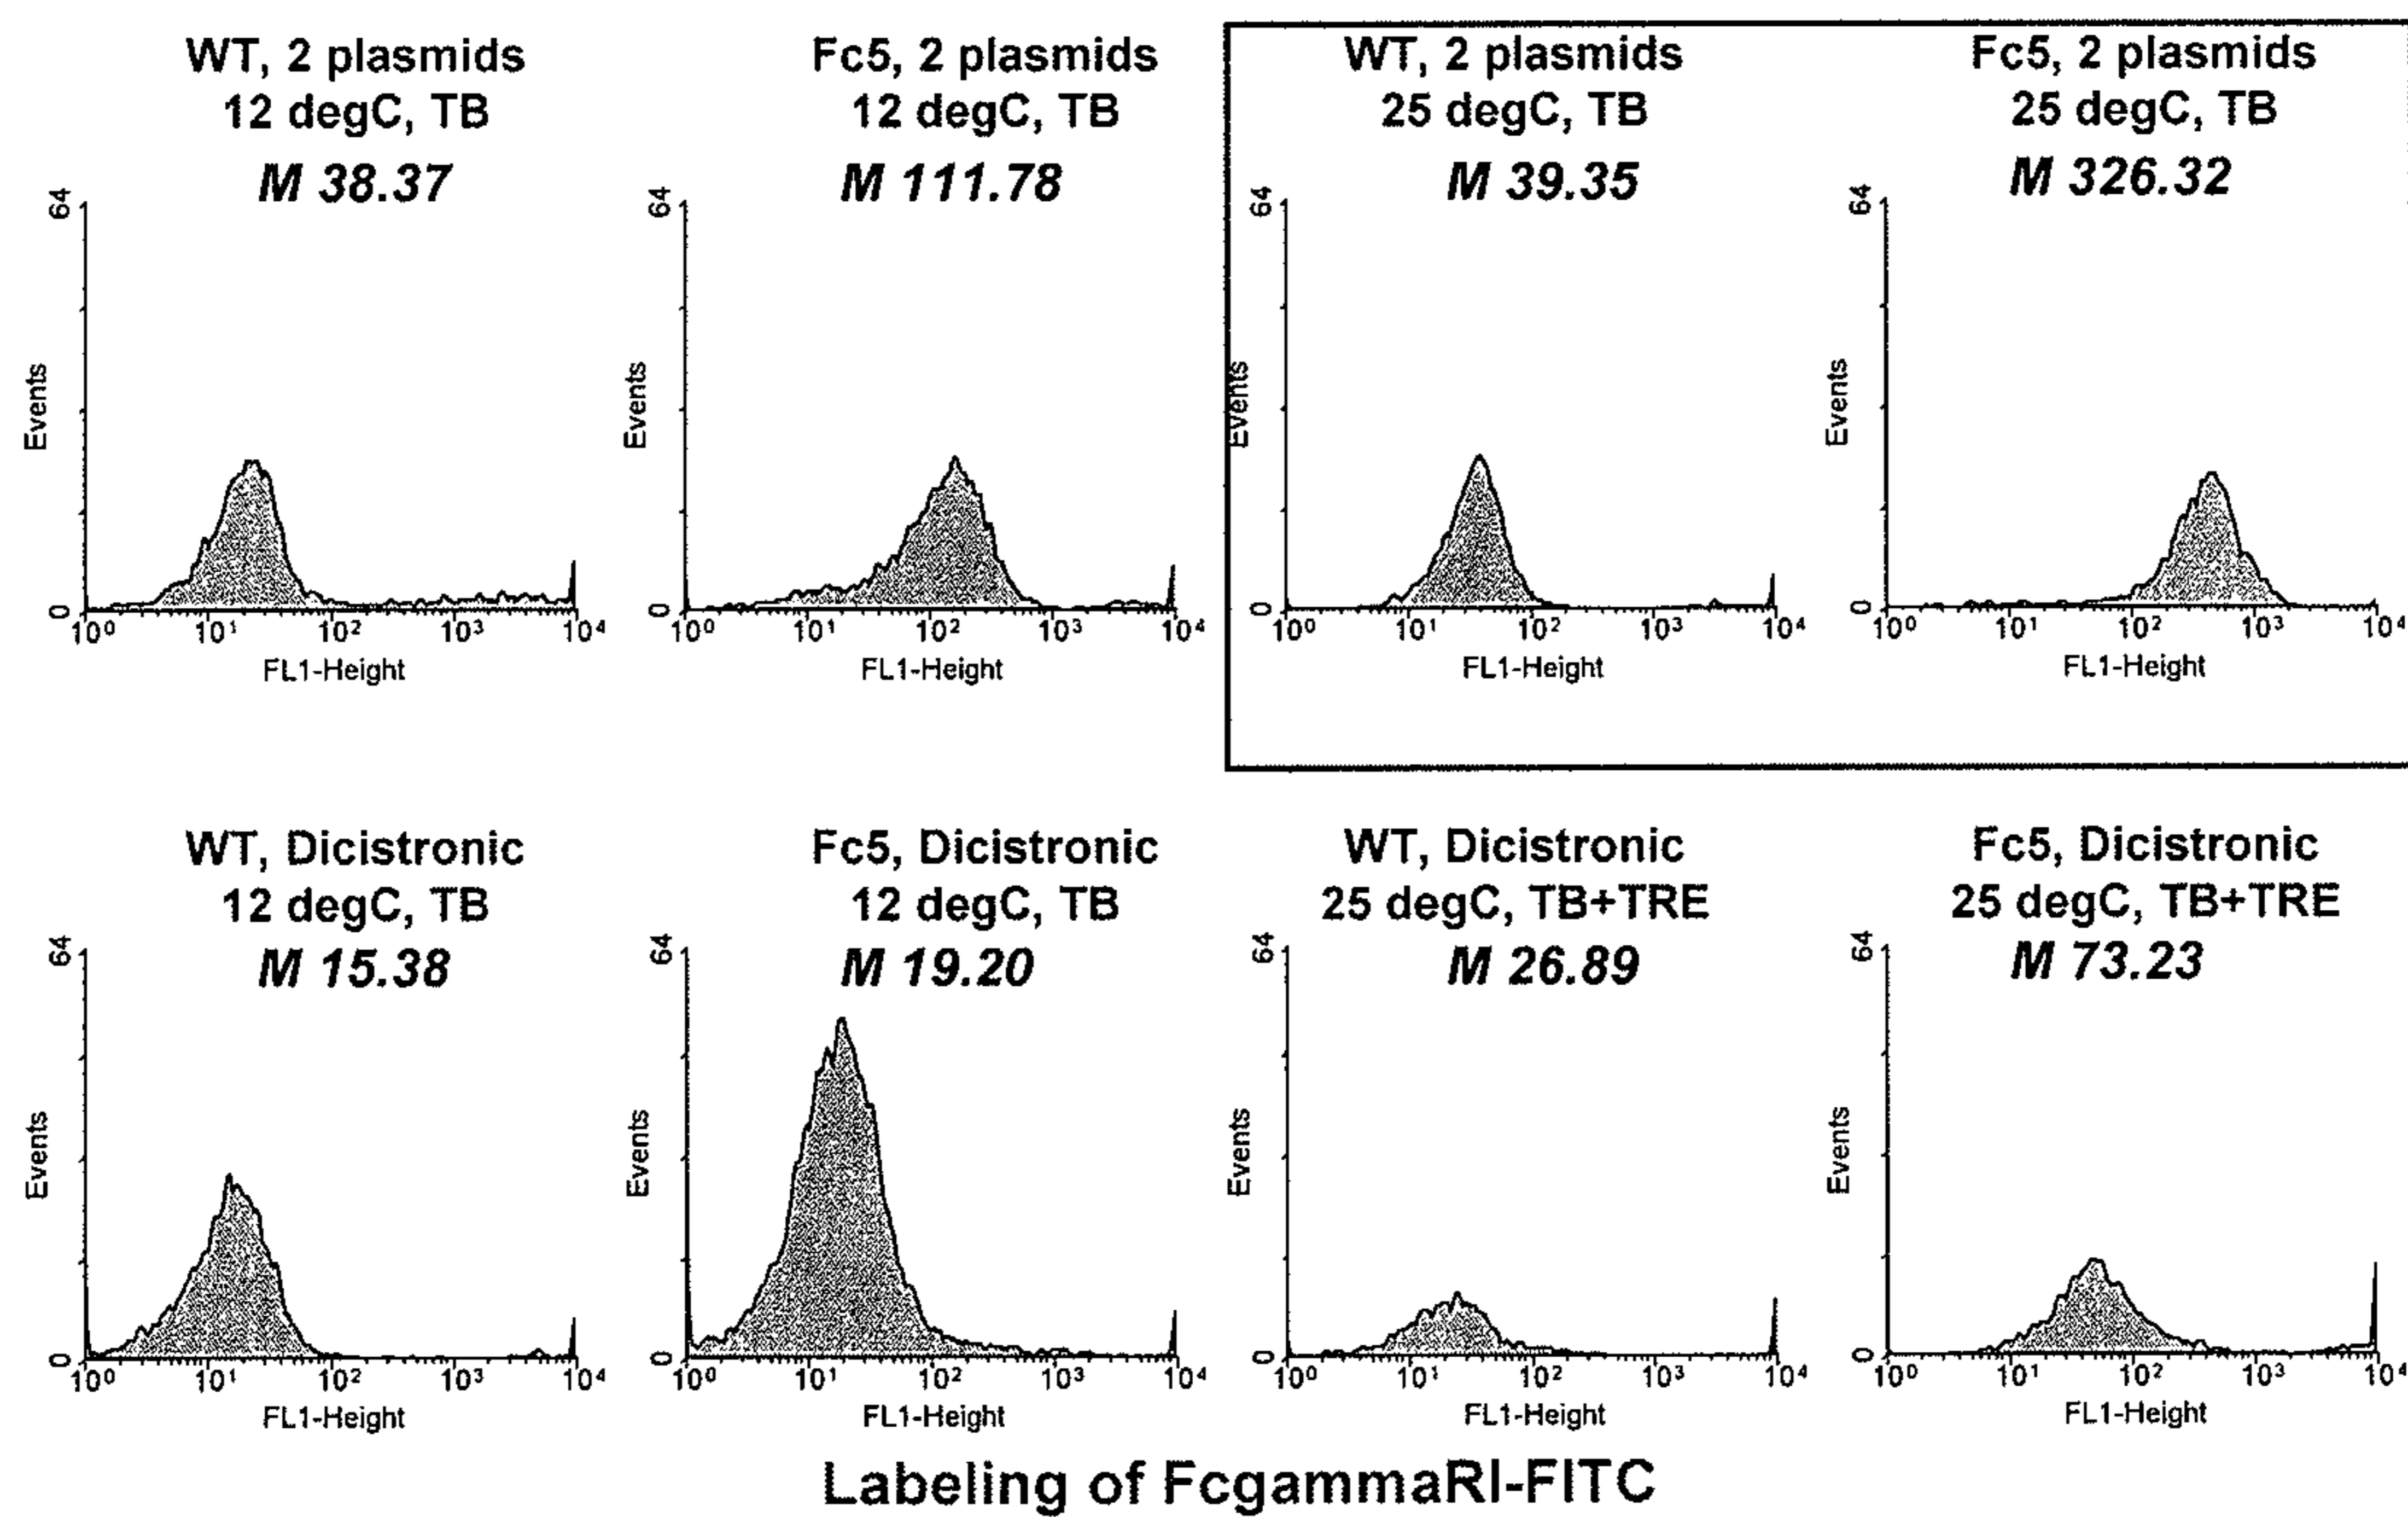 WT, 2 plasmids
12 degC, TB
M 38.37
64
Events
0
10⁰ 10¹ 10² 10³ 10⁴
FL1-Height
Fc5, 2 plasmids
12 degC, TB
M 111.78
64
Events
0
10⁰ 10¹ 10² 10³ 10⁴
FL1-Height
WT, 2 plasmids
25 degC, TB
M 39.35
64
Events
0
10⁰ 10¹ 10² 10³ 10⁴
FL1-Height
Fc5, 2 plasmids
25 degC, TB
M 326.32
64
Events
0
10⁰ 10¹ 10² 10³ 10⁴
FL1-Height
WT, Dicistronic
12 degC, TB
M 15.38
64
Events
0
10⁰ 10¹ 10² 10³ 10⁴
FL1-Height
Fc5, Dicistronic
12 degC, TB
M 19.20
64
Events
0
10⁰ 10¹ 10² 10³ 10⁴
FL1-Height
WT, Dicistronic
25 degC, TB+TRE
M 26.89
64
Events
0
10⁰ 10¹ 10² 10³ 10⁴
FL1-Height
Fc5, Dicistronic
25 degC, TB+TRE
M 73.23
64
Events
0
10⁰ 10¹ 10² 10³ 10⁴
FL1-Height
Labeling of FcgammaRI-FITC